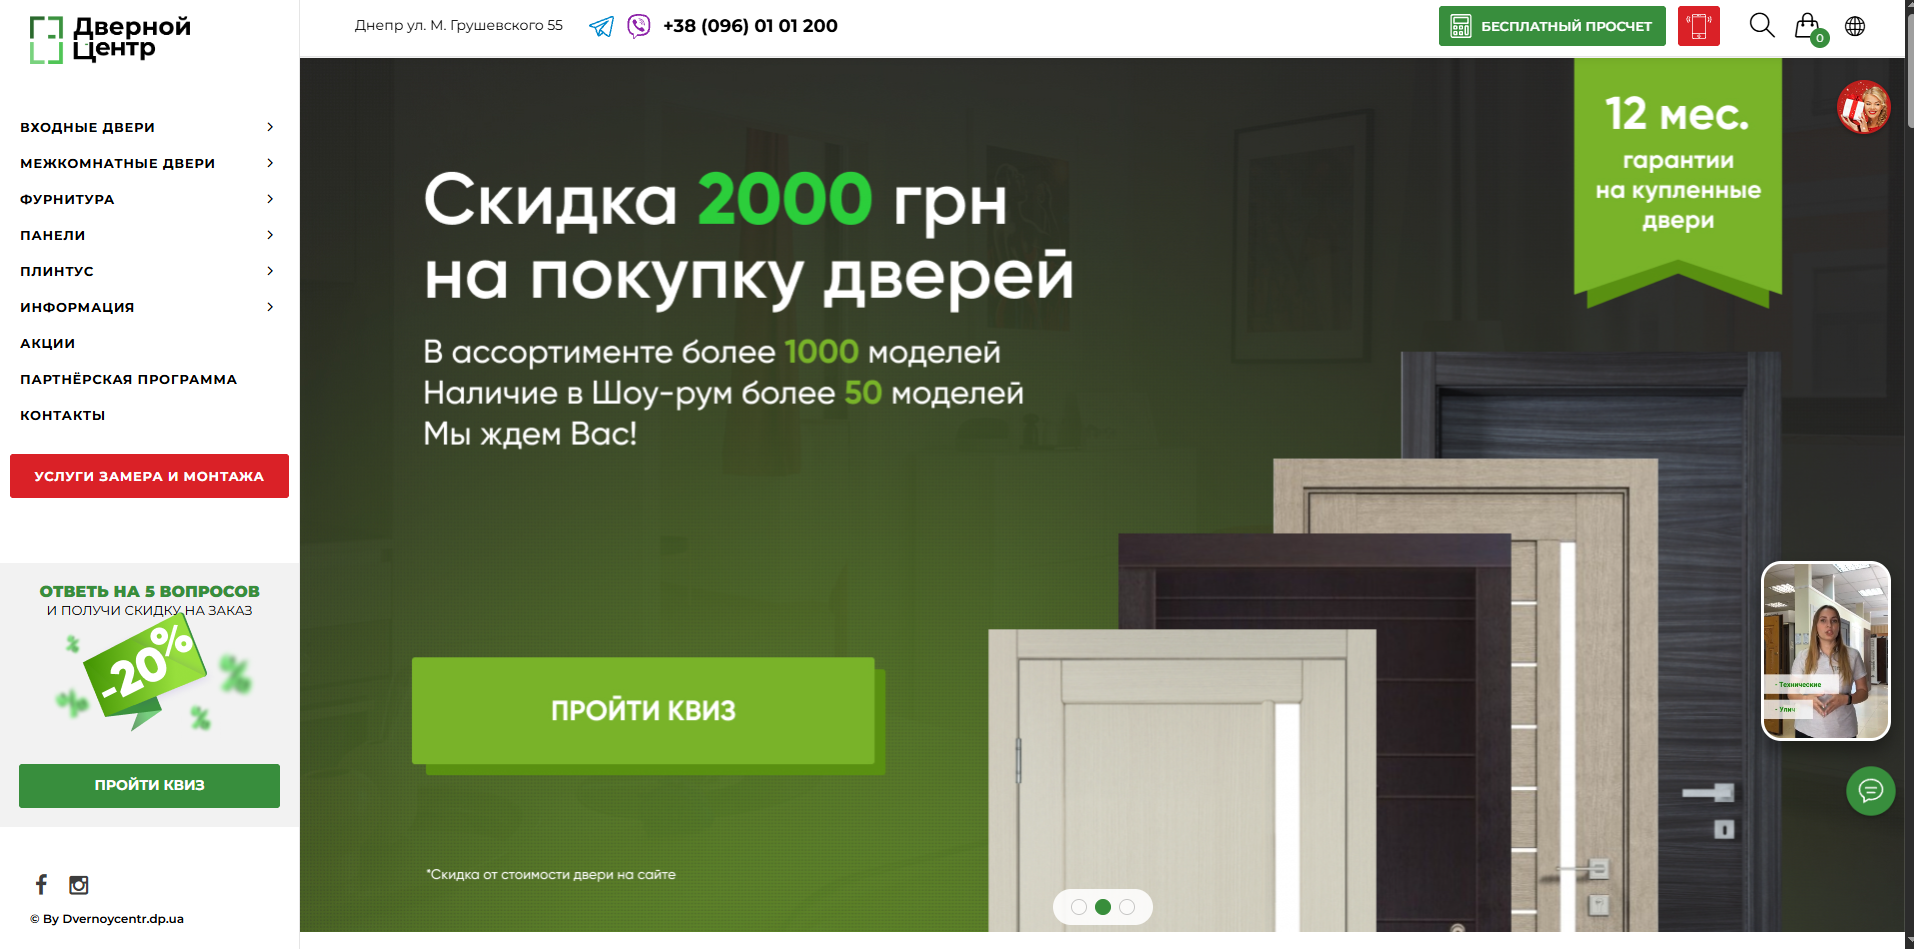 Дверной
Центр
Днепр ул. М. Грушевского 55
+38 (096) 01 01 200
БЕСПЛАТНЫЙ ПРОСЧЕТ
0
ВХОДНЫЕ ДВЕРИ
МЕЖКОМНАТНЫЕ ДВЕРИ
ФУРНИТУРА
ПАНЕЛИ
ПЛИНТУС
ИНФОРМАЦИЯ
АКЦИИ
ПАРТНЁРСКАЯ ПРОГРАММА
КОНТАКТЫ
УСЛУГИ ЗАМЕРА И МОНТАЖА
ОТВЕТЬ НА 5 ВОПРОСОВ
И ПОЛУЧИ СКИДКУ НА ЗАКАЗ
-20%
ПРОЙТИ КВИЗ
© By Dvernoycentr.dp.ua
Скидка 2000 грн
на покупку дверей
В ассортименте более 1000 моделей
Наличие в Шоу-рум более 50 моделей
Мы ждем Вас!
ПРОЙТИ КВИЗ
*Скидка от стоимости двери на сайте
12 мес.
гарантии
на купленные
двери
- Технические
- Улич